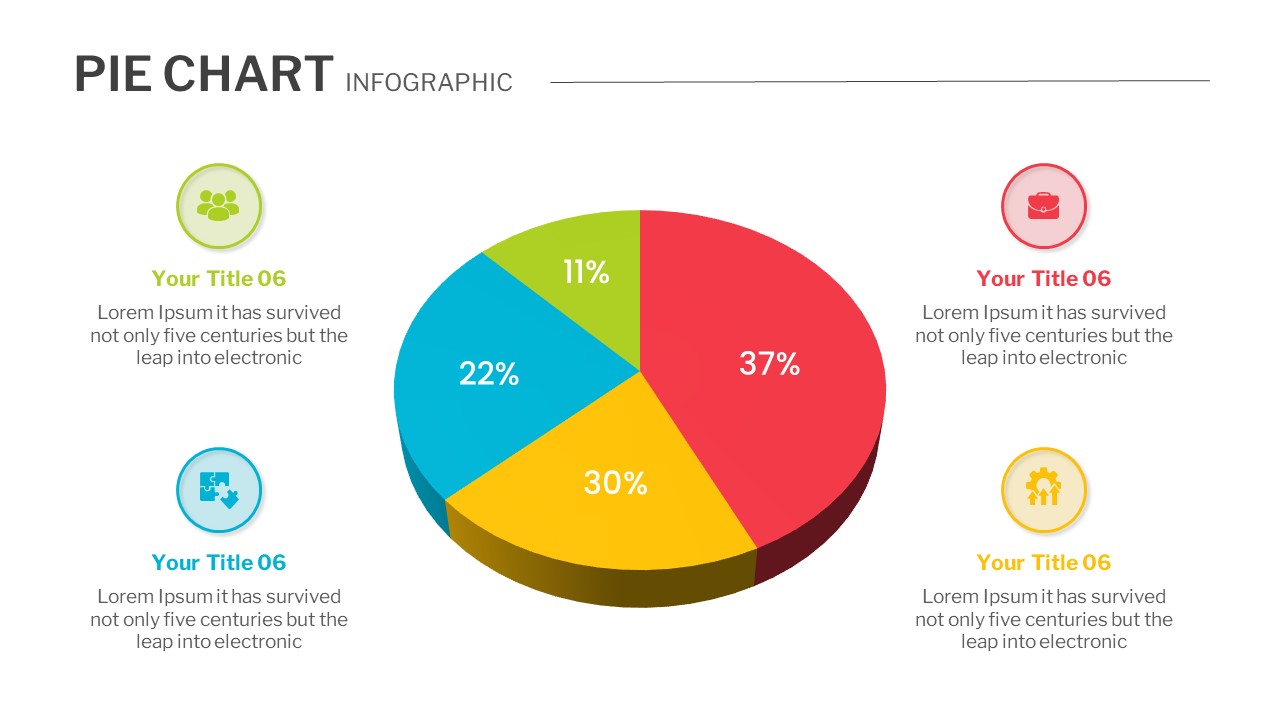 PIE CHART INFOGRAPHIC
Your Title 06
Lorem Ipsum it has survived
not only five centuries but the
leap into electronic
Your Title 06
Lorem Ipsum it has survived
not only five centuries but the
leap into electronic
11%
37%
22%
30%
Your Title 06
Lorem Ipsum it has survived
not only five centuries but the
leap into electronic
Your Title 06
Lorem Ipsum it has survived
not only five centuries but the
leap into electronic